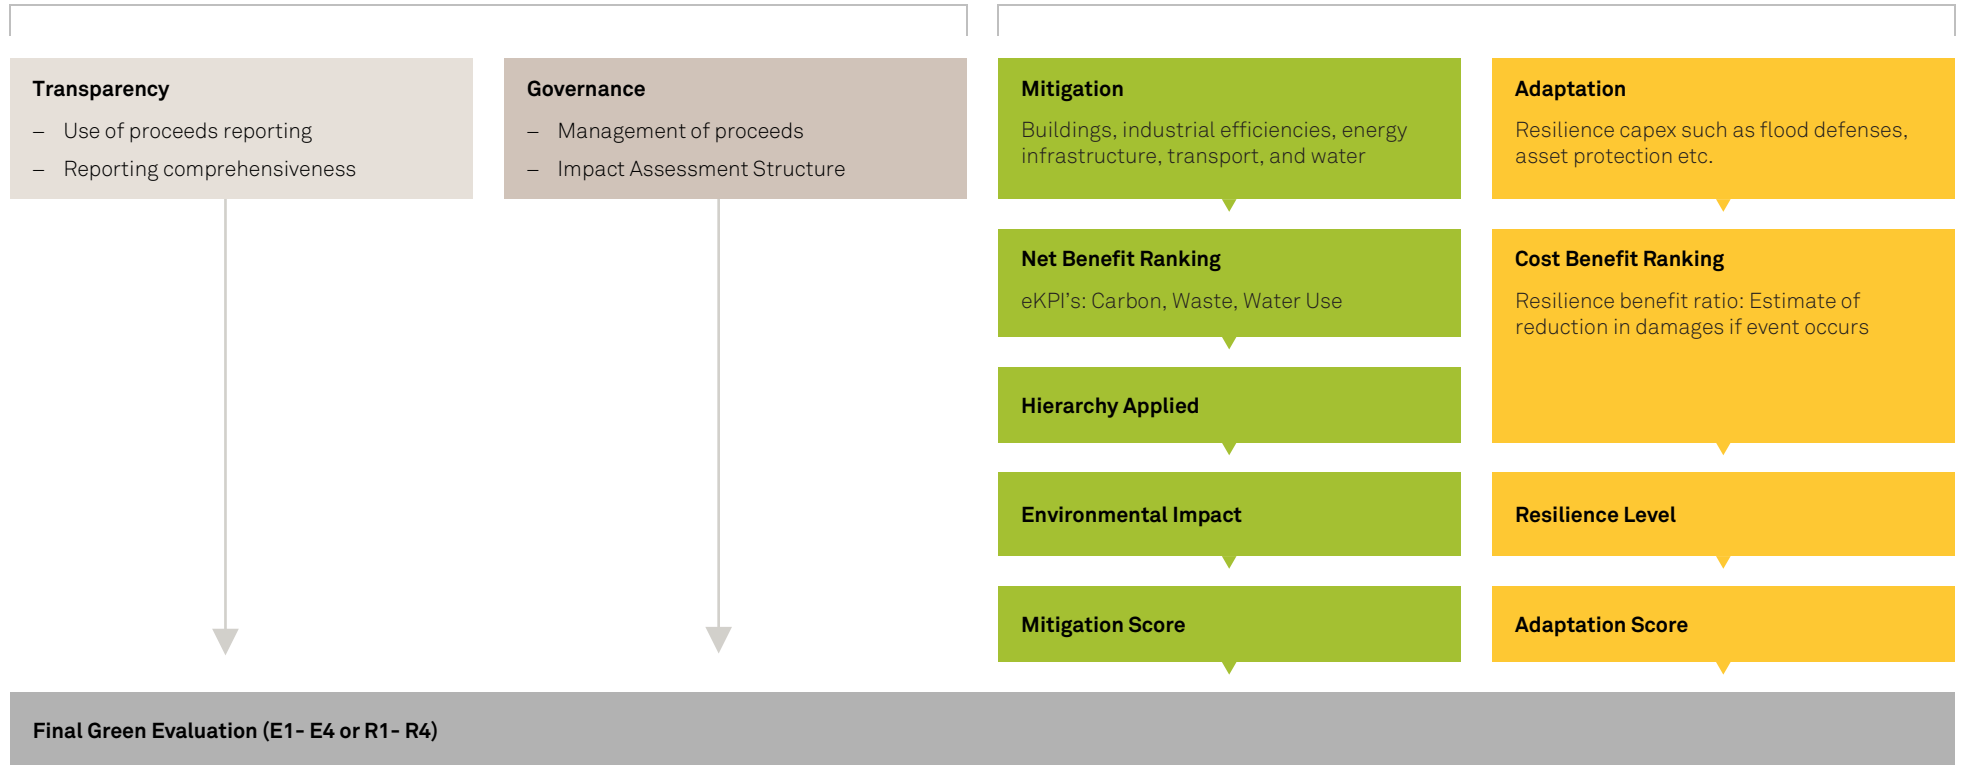 Transparency
– Use of proceeds reporting
– Reporting comprehensiveness
Governance
– Management of proceeds
– Impact Assessment Structure
Mitigation
Buildings, industrial efficiencies, energy
infrastructure, transport, and water
Adaptation
Resilience capex such as flood defenses,
asset protection etc.
Net Benefit Ranking
eKPI's: Carbon, Waste, Water Use
Cost Benefit Ranking
Resilience benefit ratio: Estimate of
reduction in damages if event occurs
Hierarchy Applied
Environmental Impact
Resilience Level
Mitigation Score
Adaptation Score
Final Green Evaluation (E1- E4 or R1- R4)